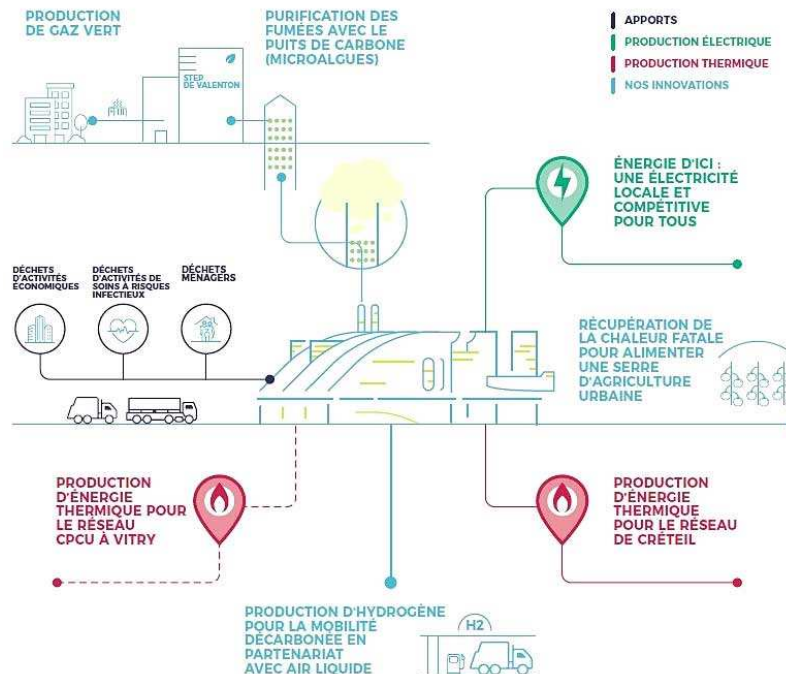 PRODUCTION
DE GAZ VERT
PURIFICATION DES
FUMÉES AVEC LE
PUITS DE CARBONE
(MICROALGUES)
APPORTS
PRODUCTION ÉLECTRIQUE
PRODUCTION THERMIQUE
NOS INNOVATIONS
STEP
DE VALENTON
ÉNERGIE D'ICI :
UNE ÉLECTRICITÉ
LOCALE ET
COMPÉTITIVE
POUR TOUS
DÉCHETS
D'ACTIVITÉS
ÉCONOMIQUES
DÉCHETS
D'ACTIVITÉS DE
SOINS À RISQUES
INFECTIEUX
DÉCHETS
MÉNAGERS
RÉCUPÉRATION DE
LA CHALEUR FATALE
POUR ALIMENTER
UNE SERRE
D'AGRICULTURE
URBAINE
PRODUCTION
D'ÉNERGIE
THERMIQUE POUR
LE RÉSEAU
CPCU À VITRY
PRODUCTION
D'ÉNERGIE
THERMIQUE
POUR LE RÉSEAU
DE CRÉTEIL
PRODUCTION D'HYDROGÈNE
POUR LA MOBILITÉ
DÉCARBONÉE EN
PARTENARIAT
AVEC AIR LIQUIDE
H2